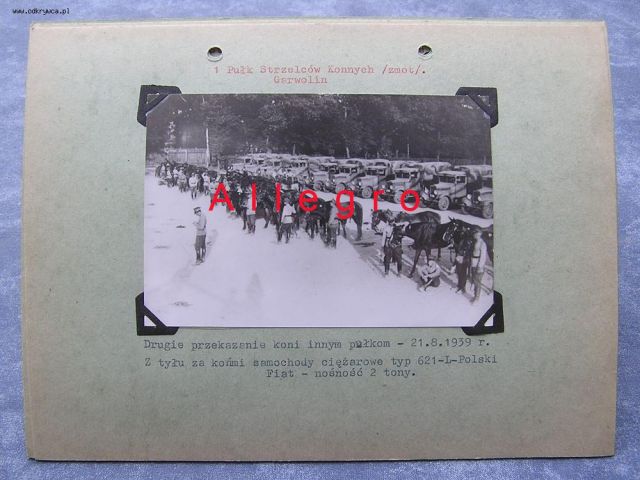 www.odkrywca.pl
1 Pułk Strzelców Konnych /zmot/.
Garwolin
Allegro
Drugie przekazanie koni innym pułkom - 21.8.1939 r.
Z tyłu za końmi samochody ciężarowe typ 621-L-Polski
Fiat - nośność 2 tony.